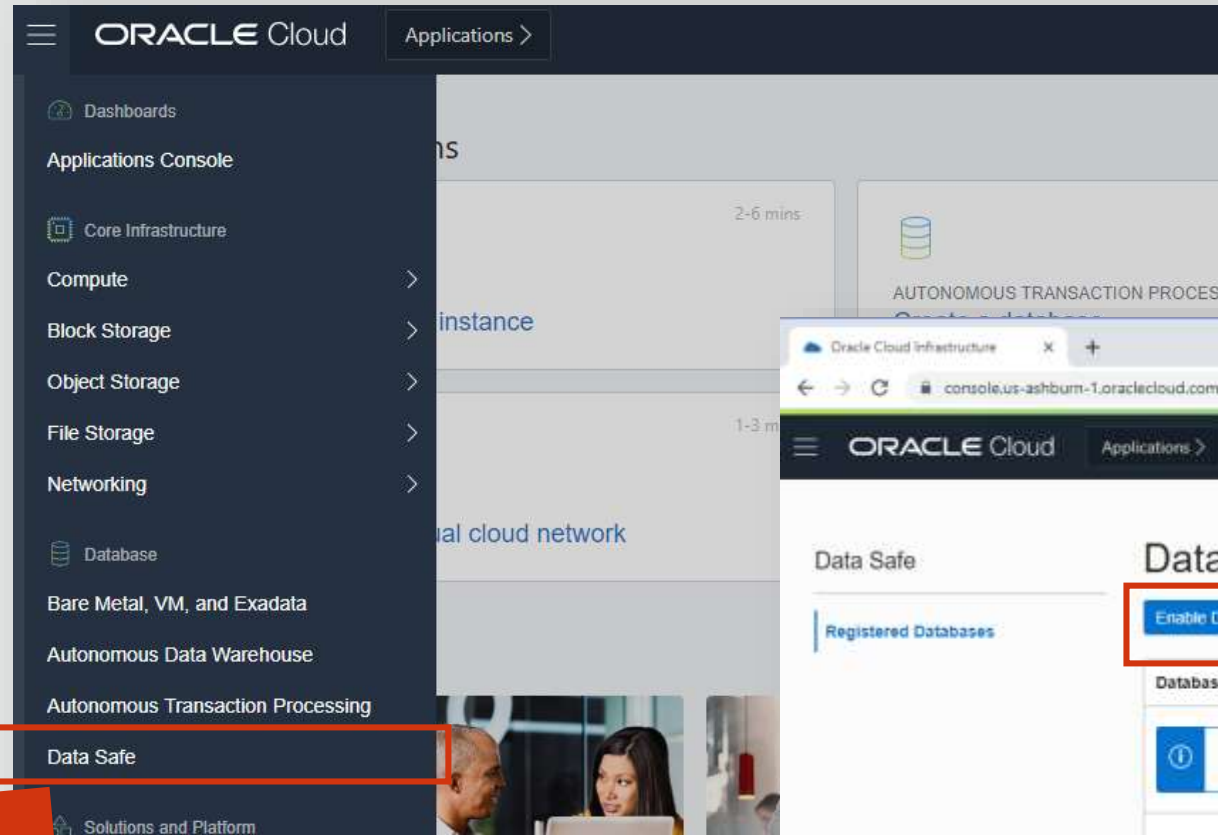 ORACLE Cloud
Applications >
Dashboards
Applications Console
Core Infrastructure
Compute
Block Storage
Object Storage
File Storage
Networking
Database
Bare Metal, VM, and Exadata
Autonomous Data Warehouse
Autonomous Transaction Processing
Data Safe
Solutions and Platform
ns
2-6 mins
instance
1-3 m
ual cloud network
AUTONOMOUS TRANSACTION PROCES
Create a database
Oracle Cloud Infrastructure
console.us-ashburn-1.oraclecloud.com
ORACLE Cloud
Applications >
Data Safe
Registered Databases
Data
Enable D
Databas